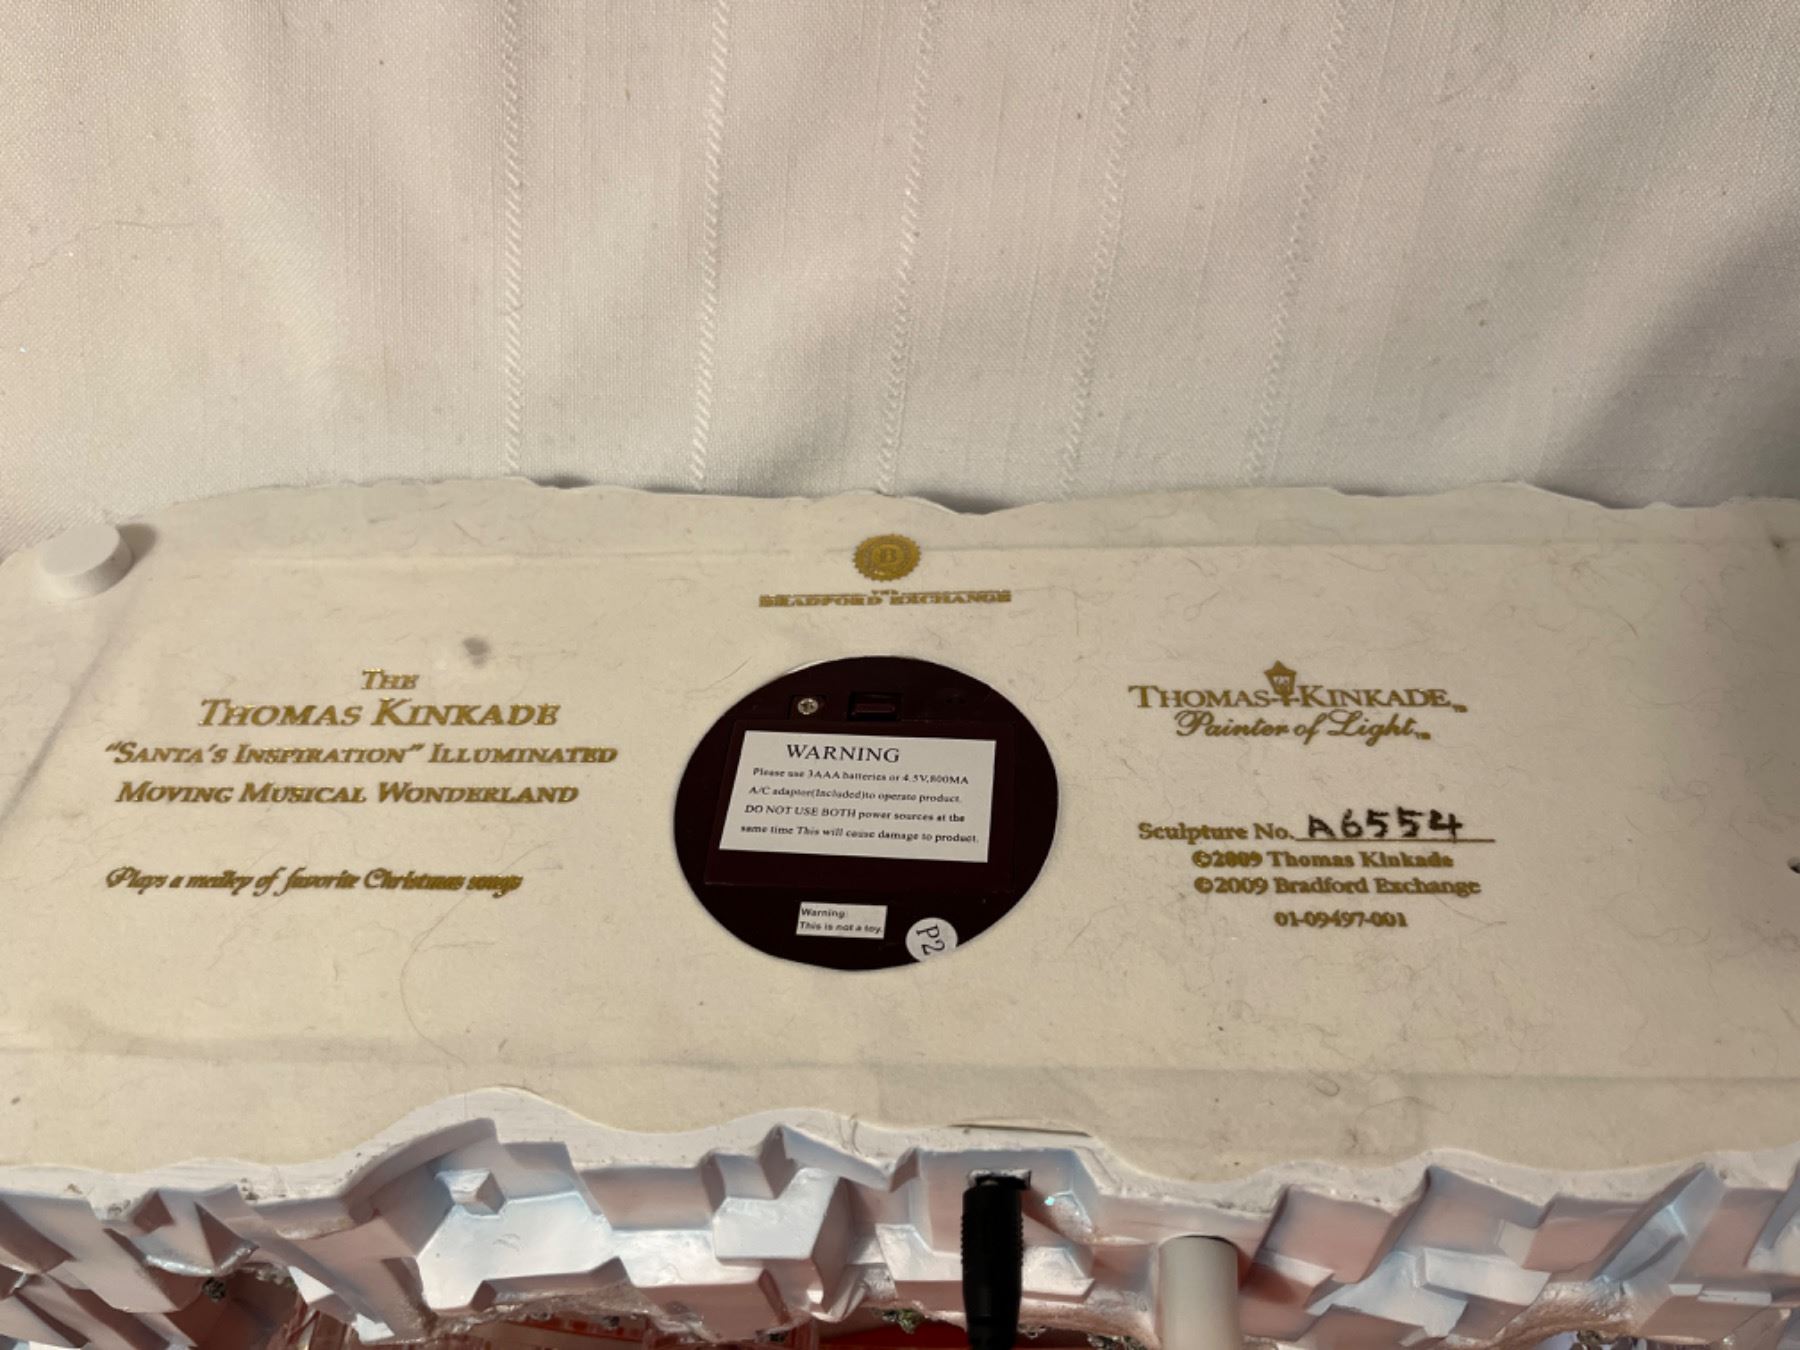 B
THE
BRADFORD EXCHANGE
THE
THOMAS KINKADE
"SANTA'S INSPIRATION" ILLUMINATED
MOVING MUSICAL WONDERLAND
Plays a medley of favorite Christmas songs
WARNING
Please use 3AAA batteries or 4.5V,800MA
A/C adaptor(Included)to operate product.
DO NOT USE BOTH power sources at the
same time This will cause damage to product.
Warning:
This is not a toy.
P2
THOMAS KINKADE™
Painter of Light™
Sculpture No. A6554
©2009 Thomas Kinkade
©2009 Bradford Exchange
01-09497-001